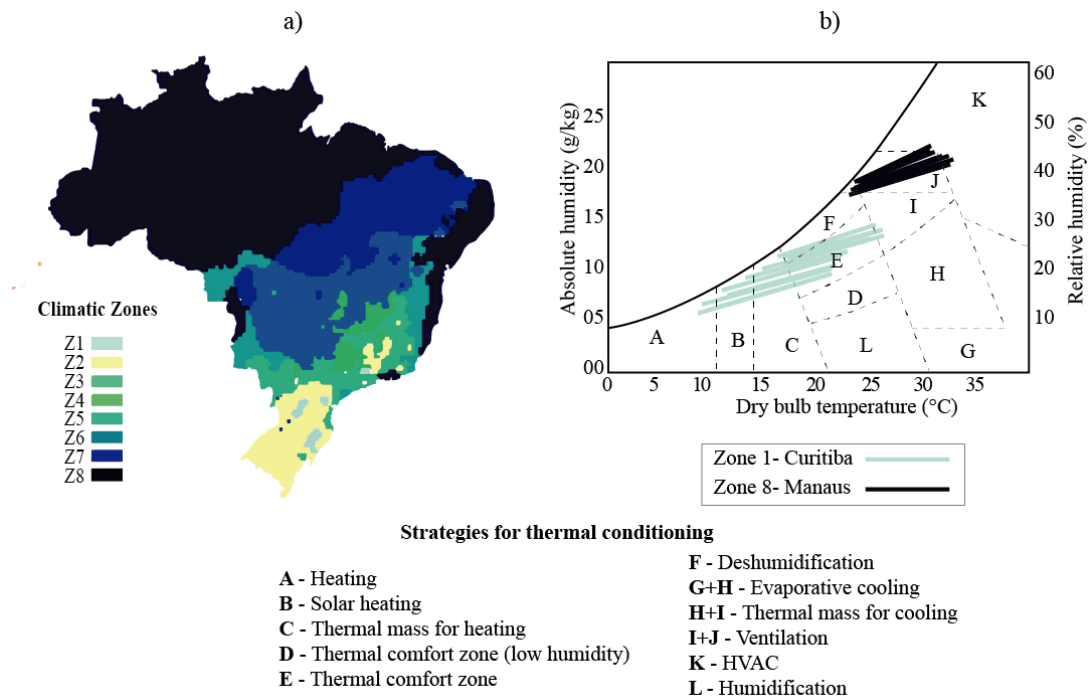 a)
Climatic Zones
Z1
Z2
Z3
Z4
Z5
Z6
Z7
Z8
b)
Absolute humidity (g/kg)
25
20
15
10
05
00
Relative humidity (%)
60
50
40
30
20
10
K
J
I
F
E
H
D
A
B
C
L
G
0 5 10 15 20 25 30 35
Dry bulb temperature (°C)
Zone 1- Curitiba
Zone 8- Manaus
Strategies for thermal conditioning
A - Heating
B - Solar heating
C - Thermal mass for heating
D - Thermal comfort zone (low humidity)
E - Thermal comfort zone
F - Deshumidification
G+H - Evaporative cooling
H+I - Thermal mass for cooling
I+J - Ventilation
K - HVAC
L - Humidification